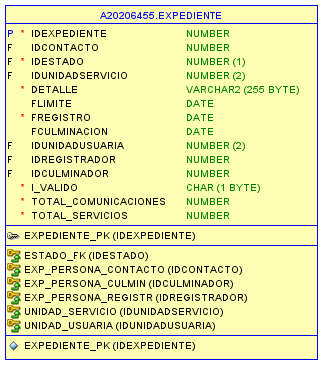 A20206455.EXPEDIENTE
P * IDEXPEDIENTE NUMBER
F IDCONTACTO NUMBER
F * IDESTADO NUMBER (1)
F IDUNIDADSERVICIO NUMBER (2)
* DETALLE VARCHAR2 (255 BYTE)
FLIMITE DATE
* FREGISTRO DATE
FCULMINACION DATE
F IDUNIDADUSUARIA NUMBER (2)
F IDREGISTRADOR NUMBER
F IDCULMINADOR NUMBER
* I_VALIDO CHAR (1 BYTE)
* TOTAL_COMUNICACIONES NUMBER
* TOTAL_SERVICIOS NUMBER
EXPEDIENTE_PK (IDEXPEDIENTE)
ESTADO_FK (IDESTADO)
EXP_PERSONA_CONTACTO (IDCONTACTO)
EXP_PERSONA_CULMIN (IDCULMINADOR)
EXP_PERSONA_REGISTR (IDREGISTRADOR)
UNIDAD_SERVICIO (IDUNIDADSERVICIO)
UNIDAD_USUARIA (IDUNIDADUSUARIA)
EXPEDIENTE_PK (IDEXPEDIENTE)